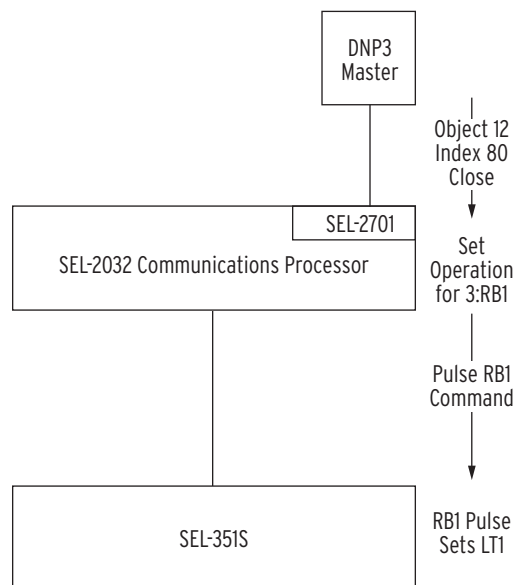 DNP3
Master
Object 12
Index 80
Close
SEL-2701
SEL-2032 Communications Processor
Set
Operation
for 3:RB1
Pulse RB1
Command
SEL-351S
RB1 Pulse
Sets LT1